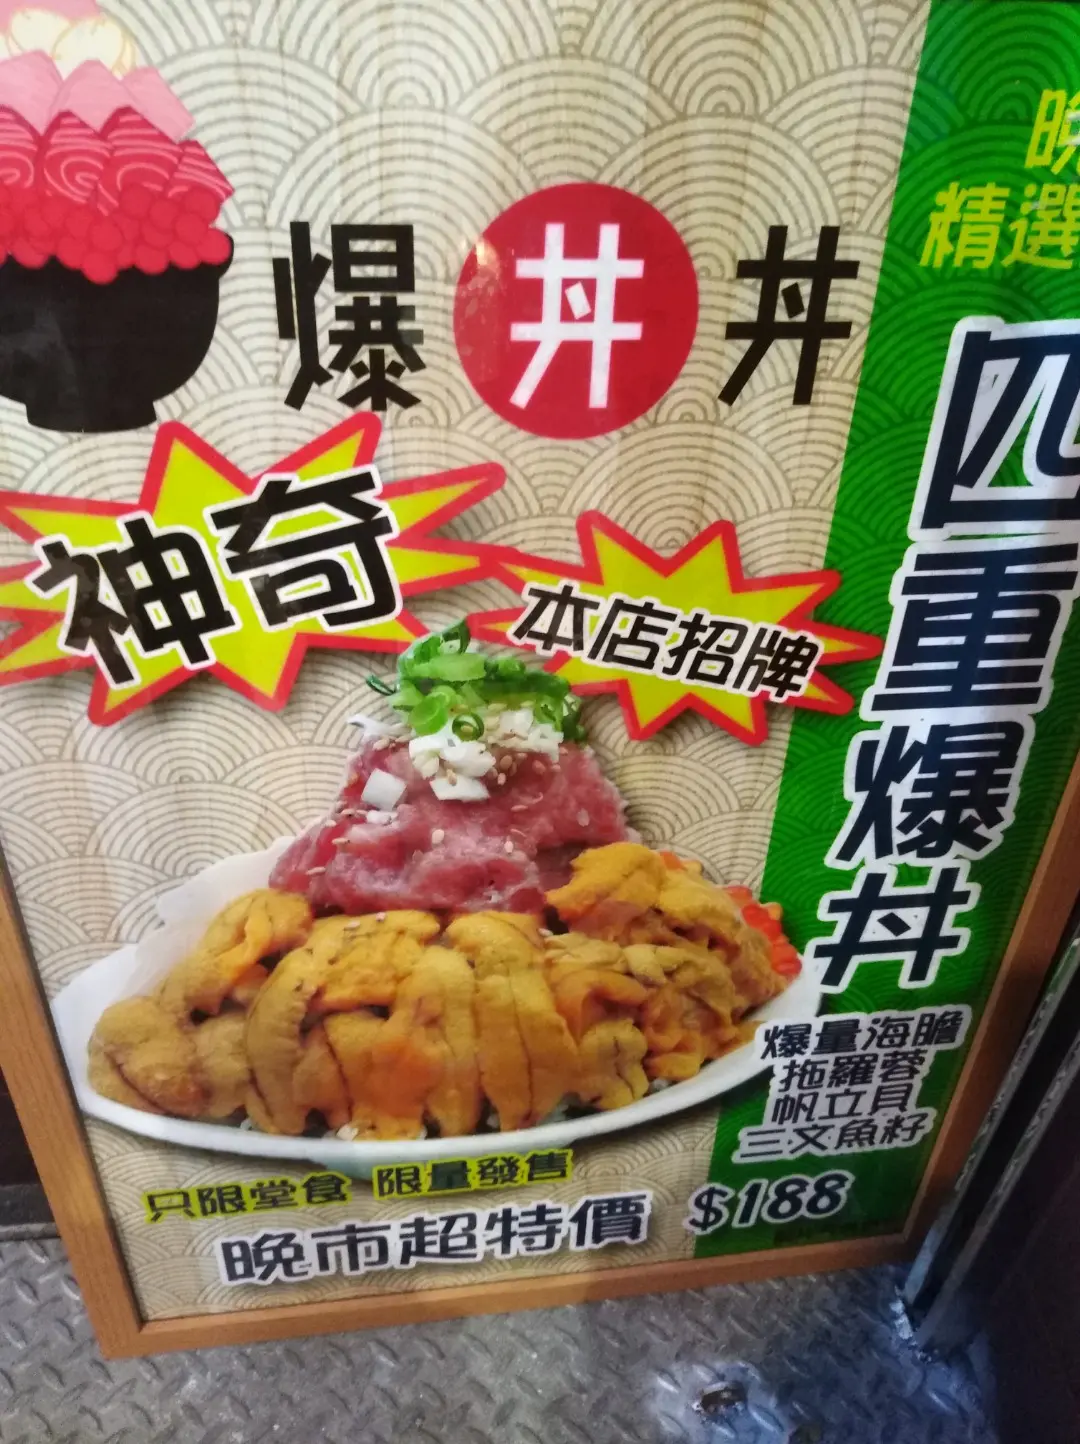 爆丼丼
神奇
本店招牌
晚
精選
四重爆丼
爆量海膽
拖羅蓉
帆立貝
三文魚籽
只限堂食 限量發售
晚市超特價 $188